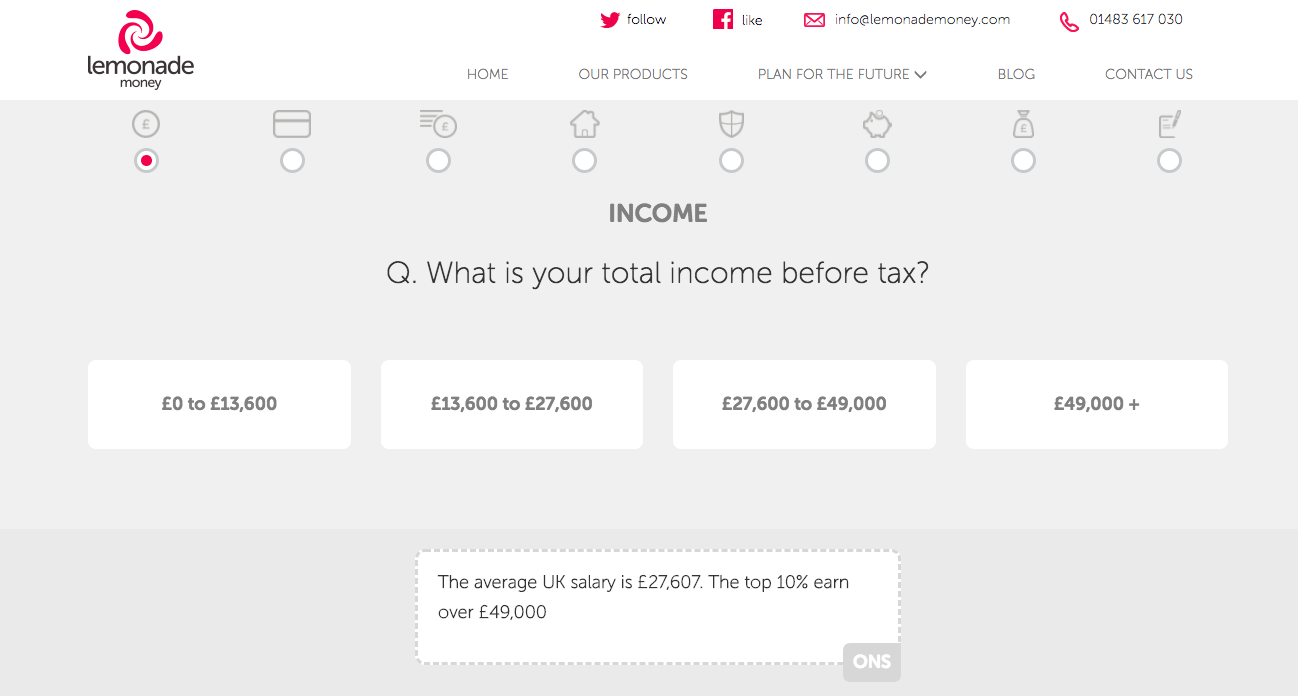 lemonade
money
follow
like
info@lemonademoney.com
01483 617 030
HOME
OUR PRODUCTS
PLAN FOR THE FUTURE
BLOG
CONTACT US
£
£
£
INCOME
Q. What is your total income before tax?
£0 to £13,600
£13,600 to £27,600
£27,600 to £49,000
£49,000 +
The average UK salary is £27,607. The top 10% earn
over £49,000
ONS